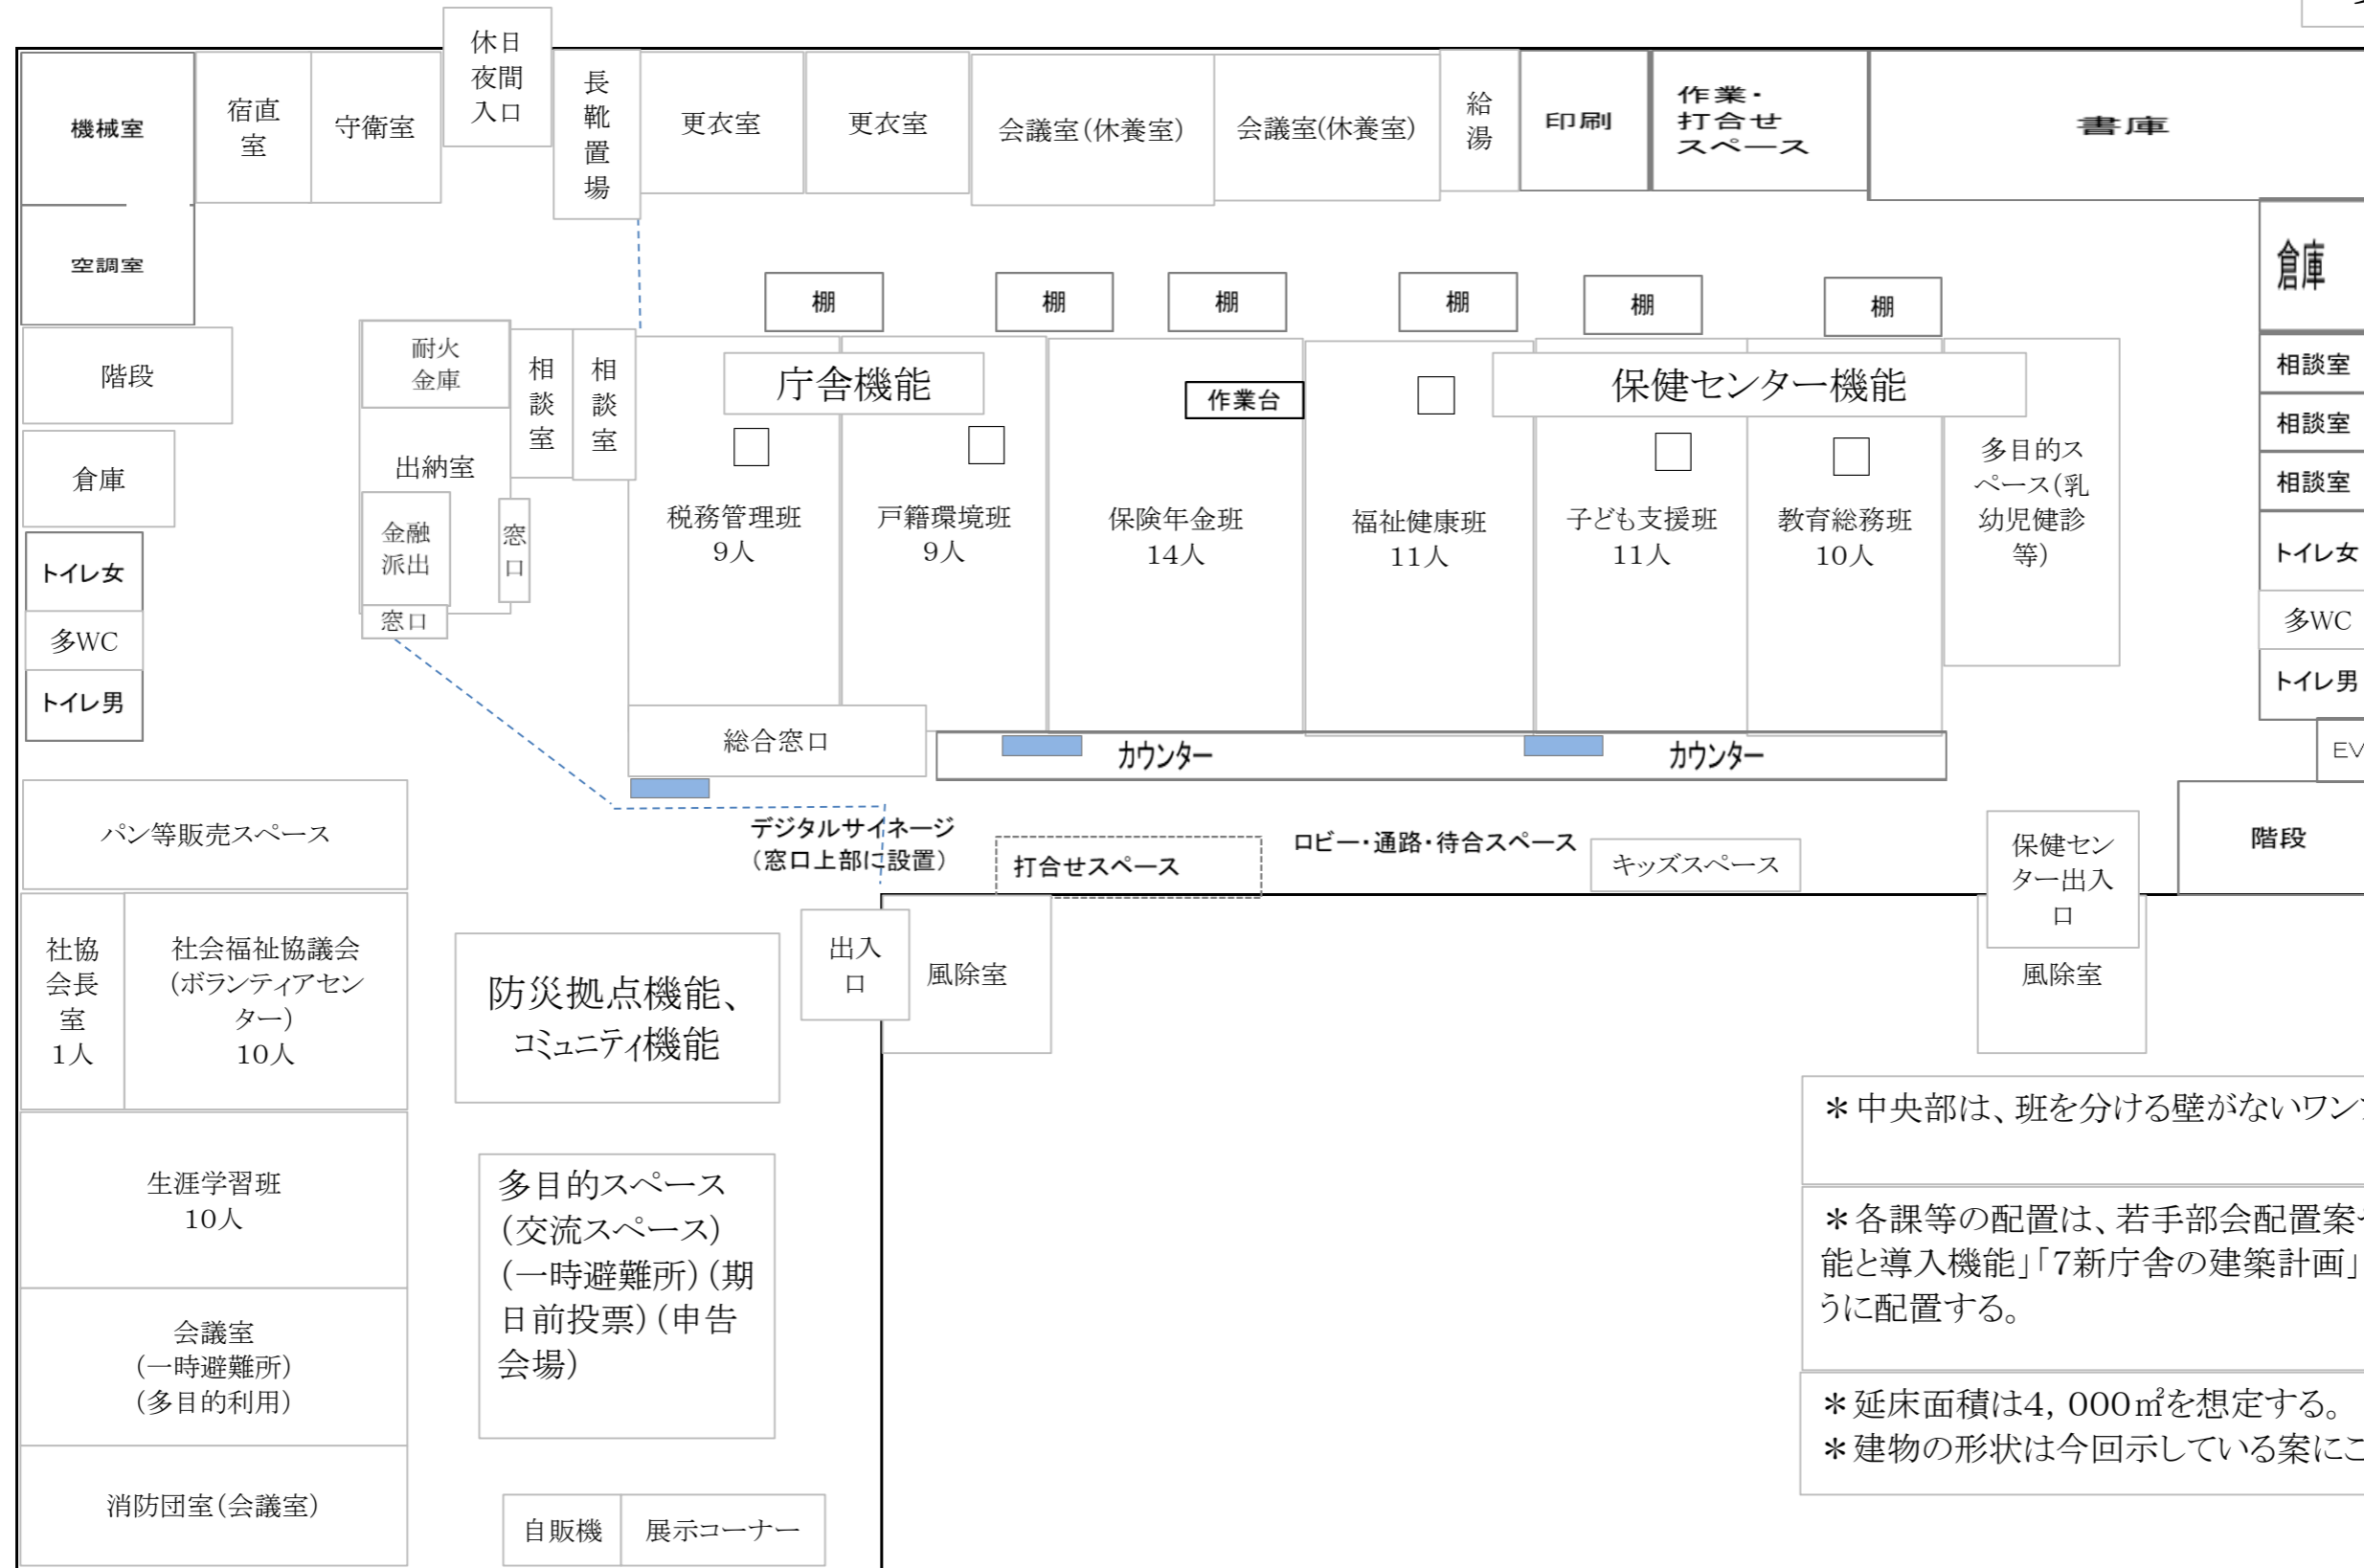 休日
夜間
入口
機械室
宿直
室
守衛室
長
靴
置
場
更衣室
更衣室
会議室(休養室)
会議室(休養室)
給
湯
印刷
作業・
打合せ
スペース
書庫
空調室
倉庫
棚
棚
棚
棚
棚
棚
階段
耐火
金庫
相
談
室
相
談
室
庁舎機能
作業台
保健センター機能
相談室
相談室
相談室
倉庫
出納室
金融
派出
窓
口
窓口
税務管理班
9人
戸籍環境班
9人
保険年金班
14人
福祉健康班
11人
子ども支援班
11人
教育総務班
10人
多目的ス
ペース(乳
幼児健診
等)
トイレ女
多WC
トイレ男
トイレ女
多WC
トイレ男
EV
総合窓口
カウンター
カウンター
パン等販売スペース
デジタルサイネージ
(窓口上部に設置)
打合せスペース
ロビー・通路・待合スペース
キッズスペース
保健セン
ター出入
口
階段
風除室
社協
会長
室
1人
社会福祉協議会
(ボランティアセン
ター)
10人
防災拠点機能、
コミュニティ機能
出入
口
風除室
生涯学習班
10人
多目的スペース
(交流スペース)
(一時避難所)(期
日前投票)(申告
会場)
会議室
(一時避難所)
(多目的利用)
消防団室(会議室)
自販機
展示コーナー
＊中央部は、班を分ける壁がないワン
＊各課等の配置は、若手部会配置案
能と導入機能」「7新庁舎の建築計画」
うに配置する。
＊延床面積は4，000㎡を想定する。
＊建物の形状は今回示している案にこ